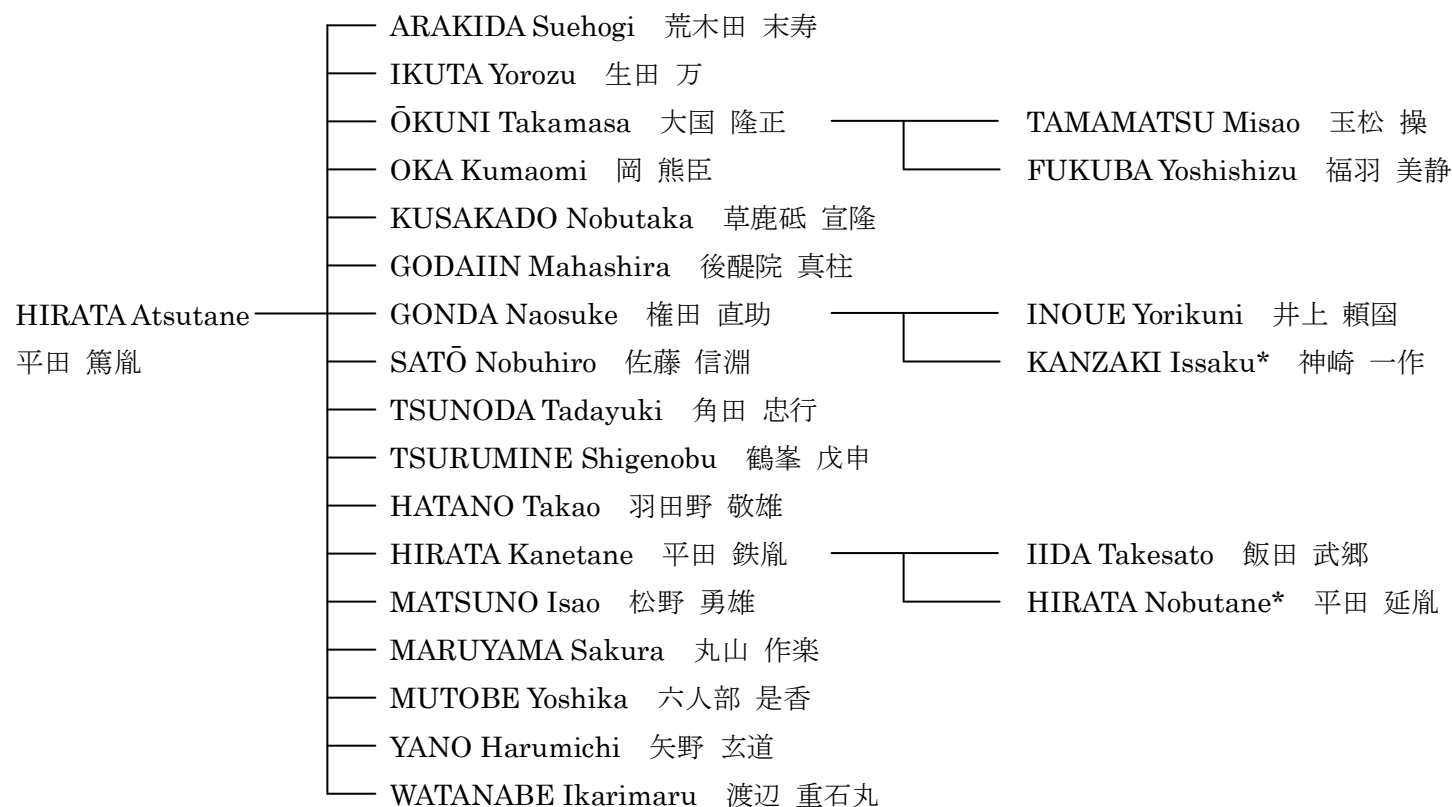 ARAKIDA Suehogi 荒木田 末寿
IKUTA Yorozu 生田 万
ŌKUNI Takamasa 大国 隆正 TAMAMATSU Misao 玉松 操
OKA Kumaomi 岡 熊臣 FUKUBA Yoshishizu 福羽 美静
KUSAKADO Nobutaka 草鹿砥 宣隆
GODAIIN Mahashira 後醍院 真柱
HIRATA Atsutane GONDA Naosuke 権田 直助 INOUE Yorikuni 井上 頼圀
平田 篤胤 SATŌ Nobuhiro 佐藤 信淵 KANZAKI Issaku* 神崎 一作
TSUNODA Tadayuki 角田 忠行
TSURUMINE Shigenobu 鶴峯 戊申
HATANO Takao 羽田野 敬雄
HIRATA Kanetane 平田 鉄胤 IIDA Takesato 飯田 武郷
MATSUNO Isao 松野 勇雄 HIRATA Nobutane* 平田 延胤
MARUYAMA Sakura 丸山 作楽
MUTOBE Yoshika 六人部 是香
YANO Harumichi 矢野 玄道
WATANABE Ikarimaru 渡辺 重石丸